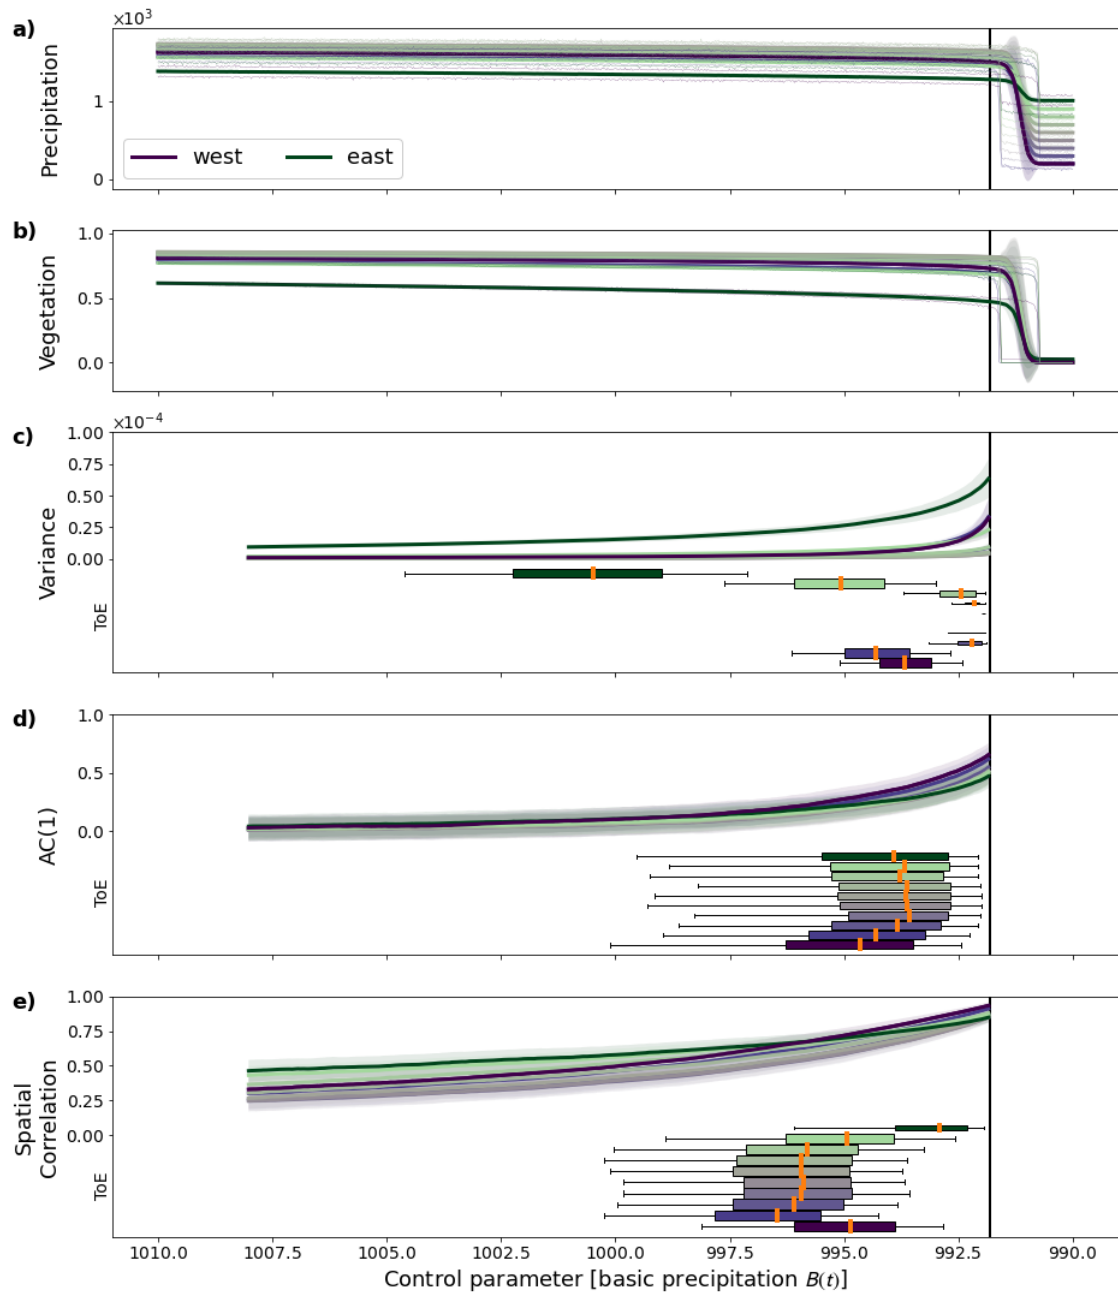 a)
×10³
Precipitation
1
0
west east
b)
Vegetation
1.0
0.5
0.0
c)
×10⁻⁴
Variance
ToE
1.00
0.75
0.50
0.25
0.00
d)
AC(1)
ToE
1.0
0.5
0.0
e)
Spatial
Correlation
ToE
1.00
0.75
0.50
0.25
0.00
1010.0 1007.5 1005.0 1002.5 1000.0 997.5 995.0 992.5 990.0
Control parameter [basic precipitation B(t)]